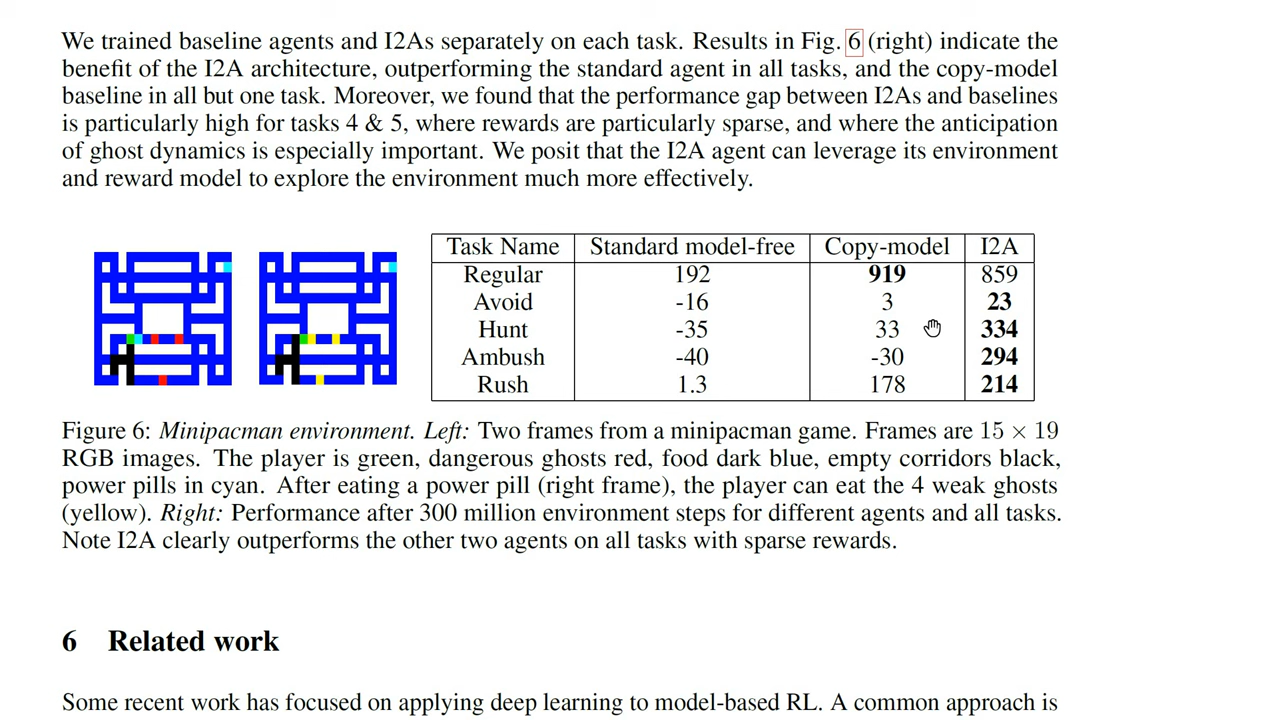 We trained baseline agents and I2As separately on each task. Results in Fig. 6 (right) indicate the
benefit of the I2A architecture, outperforming the standard agent in all tasks, and the copy-model
baseline in all but one task. Moreover, we found that the performance gap between I2As and baselines
is particularly high for tasks 4 & 5, where rewards are particularly sparse, and where the anticipation
of ghost dynamics is especially important. We posit that the I2A agent can leverage its environment
and reward model to explore the environment much more effectively.
Task Name Standard model-free Copy-model I2A
Regular 192 919 859
Avoid -16 3 23
Hunt -35 33 334
Ambush -40 -30 294
Rush 1.3 178 214
Figure 6: Minipacman environment. Left: Two frames from a minipacman game. Frames are 15 × 19
RGB images. The player is green, dangerous ghosts red, food dark blue, empty corridors black,
power pills in cyan. After eating a power pill (right frame), the player can eat the 4 weak ghosts
(yellow). Right: Performance after 300 million environment steps for different agents and all tasks.
Note I2A clearly outperforms the other two agents on all tasks with sparse rewards.
6 Related work
Some recent work has focused on applying deep learning to model-based RL. A common approach is